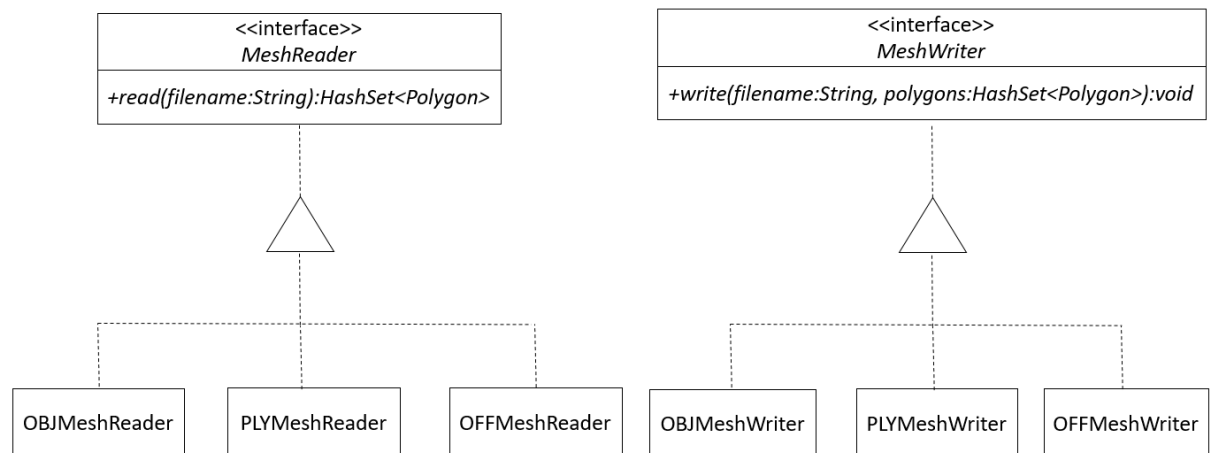 <<interface>>
MeshReader
+read(filename:String):HashSet<Polygon>
<<interface>>
MeshWriter
+write(filename:String, polygons:HashSet<Polygon>):void
OBJMeshReader
PLYMeshReader
OFFMeshReader
OBJMeshWriter
PLYMeshWriter
OFFMeshWriter